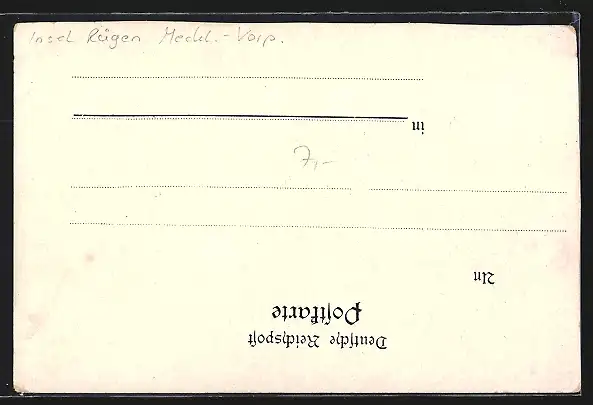 Insel Rügen Meckl.-Vorp.
7,-
Deutsche Reichspost
Postkarte
An
in